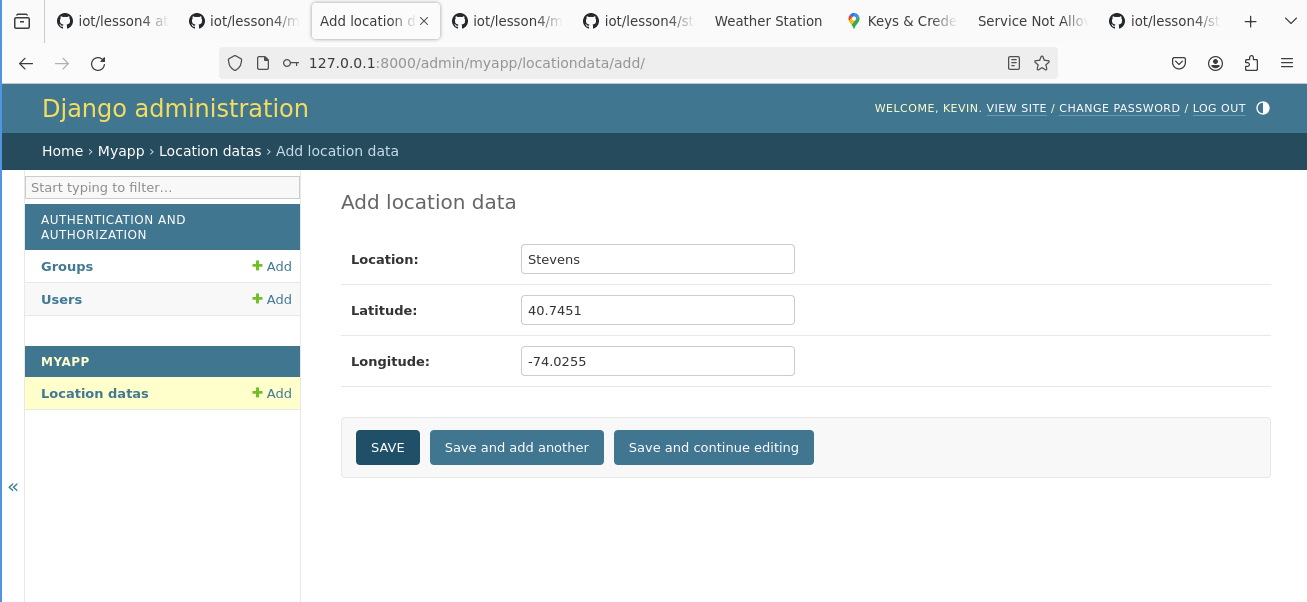 iot/lesson4 at
iot/lesson4/m
Add location d
iot/lesson4/m
iot/lesson4/st
Weather Station
Keys & Crede
Service Not Allo
iot/lesson4/st
127.0.0.1:8000/admin/myapp/locationdata/add/
Django administration
WELCOME, KEVIN. VIEW SITE / CHANGE PASSWORD / LOG OUT
Home › Myapp › Location datas › Add location data
Start typing to filter...
AUTHENTICATION AND
AUTHORIZATION
Groups + Add
Users + Add
MYAPP
Location datas + Add
«
Add location data
Location: Stevens
Latitude: 40.7451
Longitude: -74.0255
SAVE Save and add another Save and continue editing